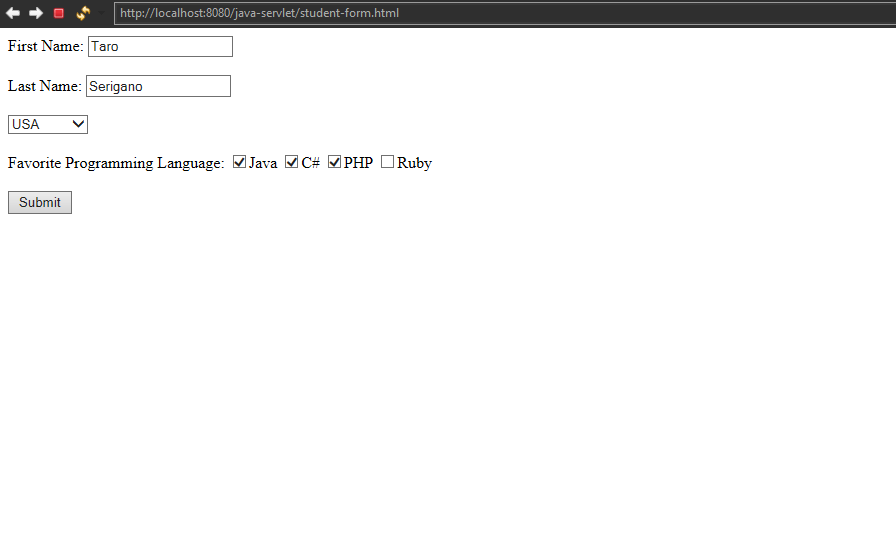 http://localhost:8080/java-servlet/student-form.html
First Name: Taro
Last Name: Serigano
USA
Favorite Programming Language: Java C# PHP Ruby
Submit